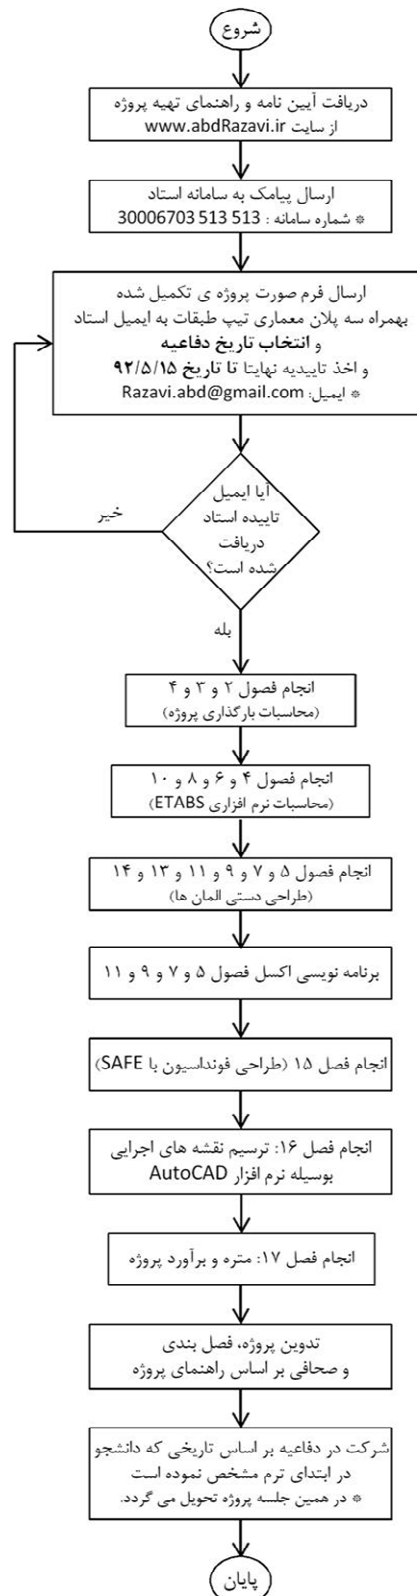 شروع
دریافت آیین نامه و راهنمای تهیه پروژه
از سایت www.abdRazavi.ir
ارسال پیامک به سامانه استاد
* شماره سامانه : 30006703 513 513
ارسال فرم صورت پروژه ی تکمیل شده
بهمراه سه پلان معماری تیپ طبقات به ایمیل استاد
و انتخاب تاریخ دفاعیه
و اخذ تاییدیه نهایتا تا تاریخ ۹۲/۵/۱۵
* ایمیل: Razavi.abd@gmail.com
آیا ایمیل
تاییده استاد
دریافت
شده است؟
خیر
بله
انجام فصول ۲ و ۳ و ۴
(محاسبات بارگذاری پروژه)
انجام فصول ۴ و ۶ و ۸ و ۱۰
(محاسبات نرم افزاری ETABS)
انجام فصول ۵ و ۷ و ۹ و ۱۱ و ۱۳ و ۱۴
(طراحی دستی المان ها)
برنامه نویسی اکسل فصول ۵ و ۷ و ۹ و ۱۱
انجام فصل ۱۵ (طراحی فونداسیون با SAFE)
انجام فصل ۱۶: ترسیم نقشه های اجرایی
بوسیله نرم افزار AutoCAD
انجام فصل ۱۷: متره و برآورد پروژه
تدوین پروژه، فصل بندی
و صحافی بر اساس راهنمای پروژه
شرکت در دفاعیه بر اساس تاریخی که دانشجو
در ابتدای ترم مشخص نموده است
* در همین جلسه پروژه تحویل می گردد.
پایان